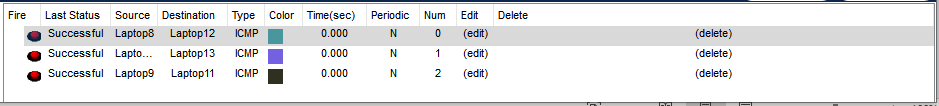 Fire Last Status Source Destination Type Color Time(sec) Periodic Num Edit Delete
Successful Laptop8 Laptop12 ICMP 0.000 N 0 (edit) (delete)
Successful Lapto... Laptop13 ICMP 0.000 N 1 (edit) (delete)
Successful Laptop9 Laptop11 ICMP 0.000 N 2 (edit) (delete)